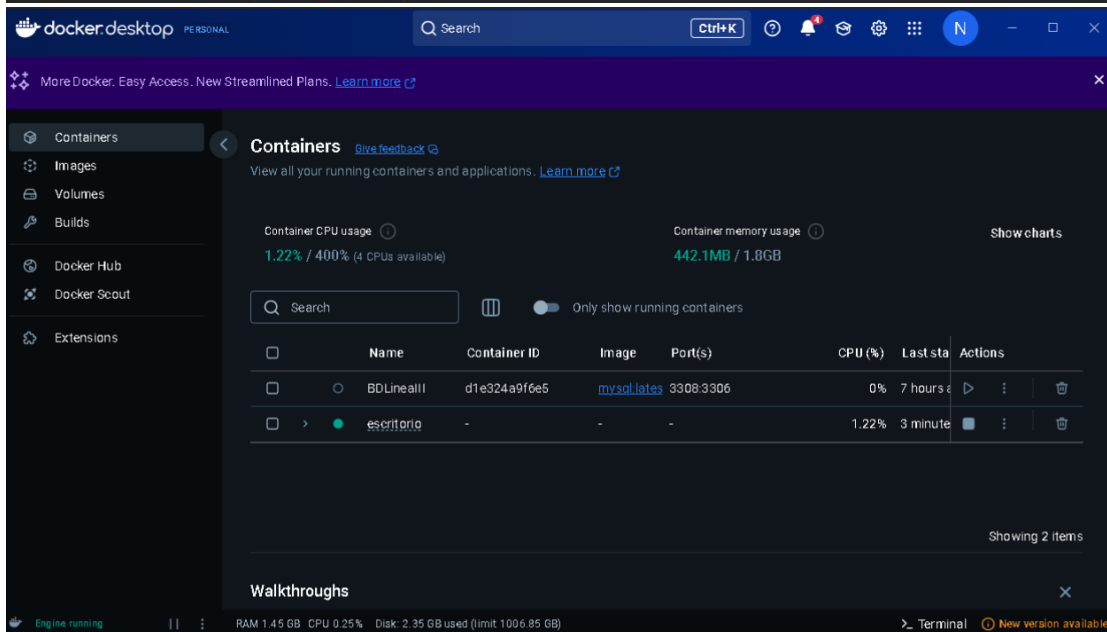 docker.desktop PERSONAL
Search
Ctrl+K
4
N
More Docker. Easy Access. New Streamlined Plans. Learn more
Containers
Images
Volumes
Builds
Docker Hub
Docker Scout
Extensions
Containers Give feedback
View all your running containers and applications. Learn more
Container CPU usage
1.22% / 400% (4 CPUs available)
Container memory usage
442.1MB / 1.8GB
Show charts
Search
Only show running containers
Name Container ID Image Port(s) CPU (%) Last sta Actions
BDLinealII d1e324a9f6e5 mysql:lates 3308:3306 0% 7 hours a
escritorio - - - 1.22% 3 minute
Showing 2 items
Walkthroughs
Engine running
RAM 1.45 GB CPU 0.25% Disk: 2.35 GB used (limit 1006.85 GB)
>_ Terminal
New version available